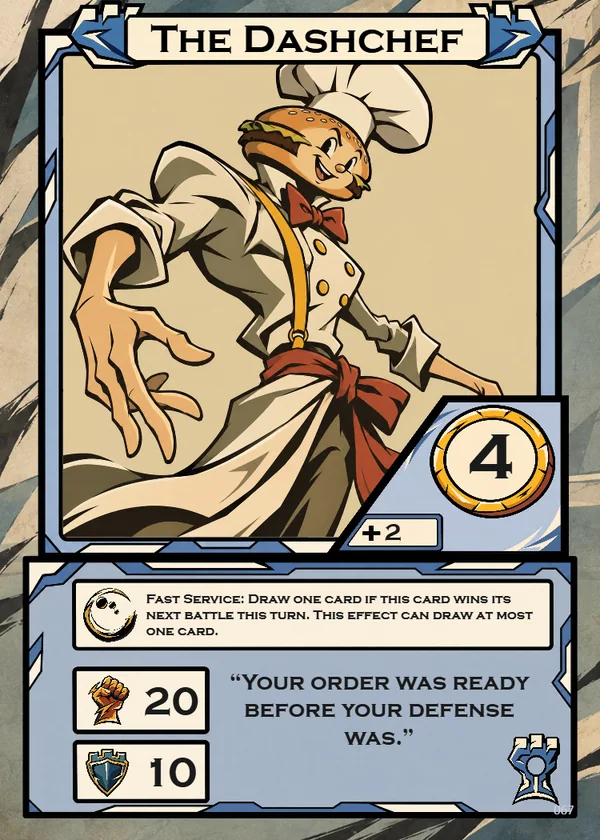 The Dashchef
4
+2
Fast Service: Draw one card if this card wins its
next battle this turn. This effect can draw at most
one card.
20
10
“Your order was ready
before your defense
was.”
067